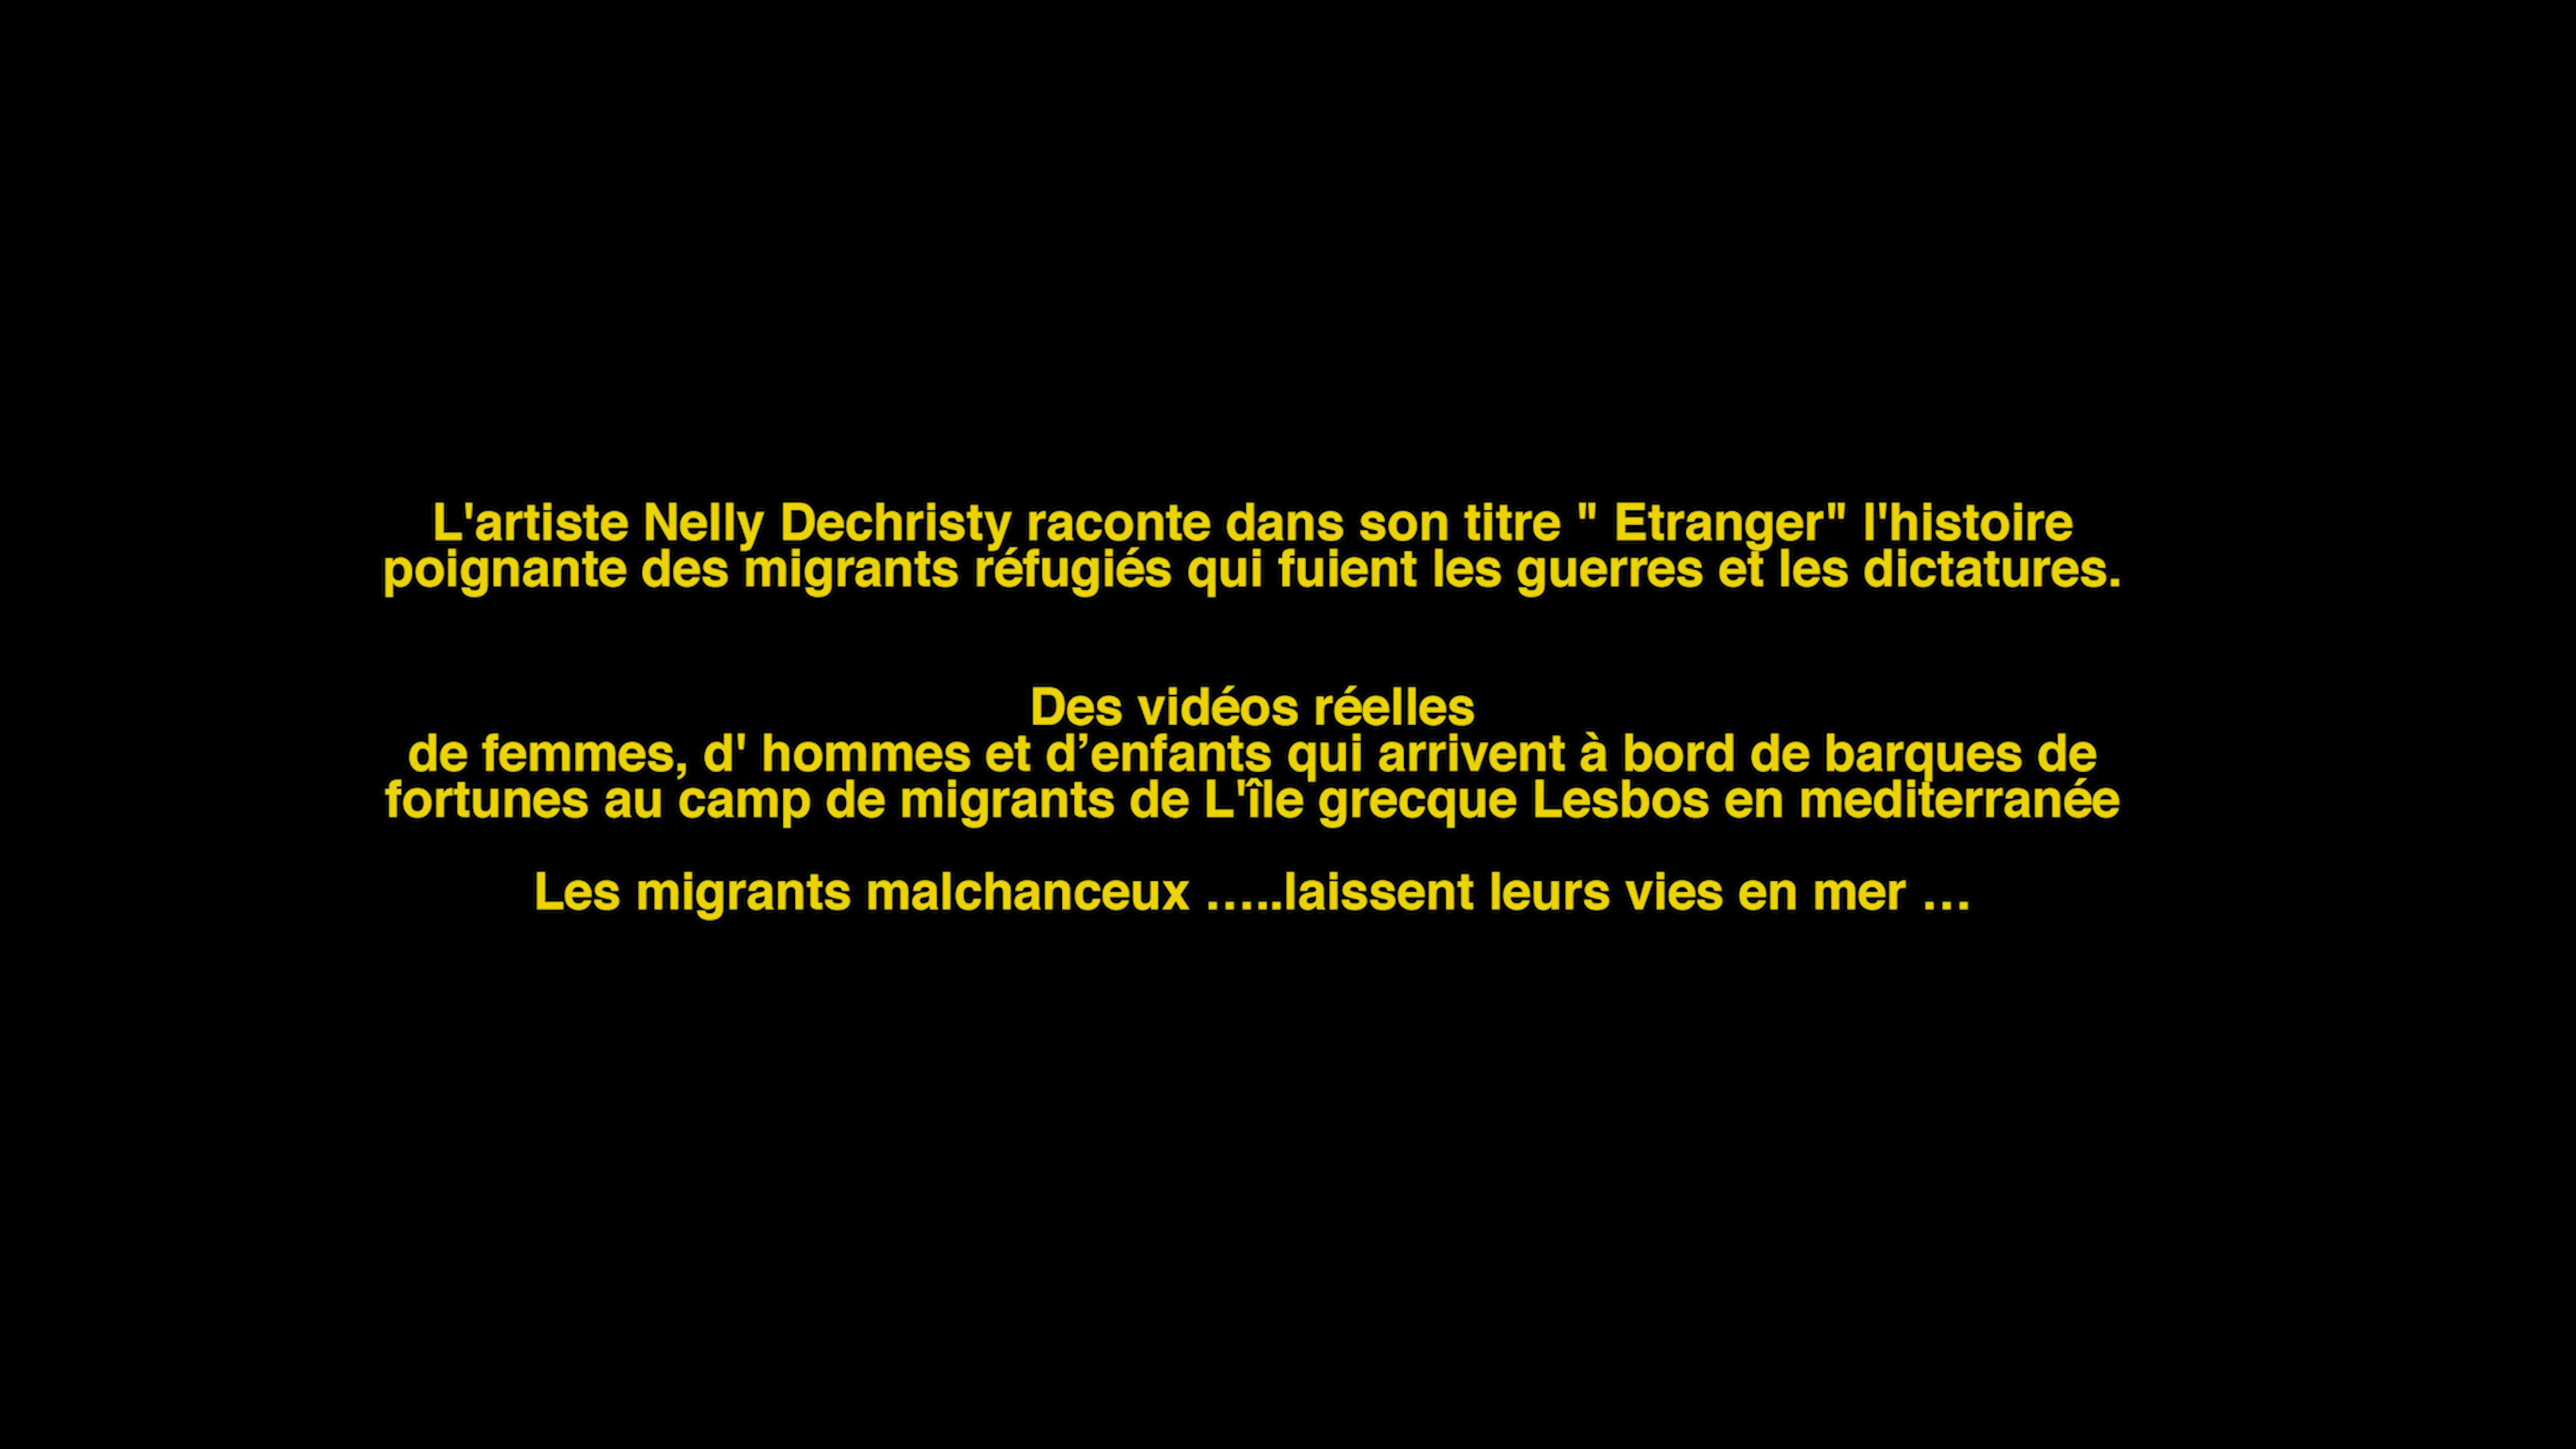 L'artiste Nelly Dechristy raconte dans son titre " Etranger" l'histoire
poignante des migrants réfugiés qui fuient les guerres et les dictatures.
Des vidéos réelles
de femmes, d' hommes et d’enfants qui arrivent à bord de barques de
fortunes au camp de migrants de L'île grecque Lesbos en mediterranée
Les migrants malchanceux …..laissent leurs vies en mer …